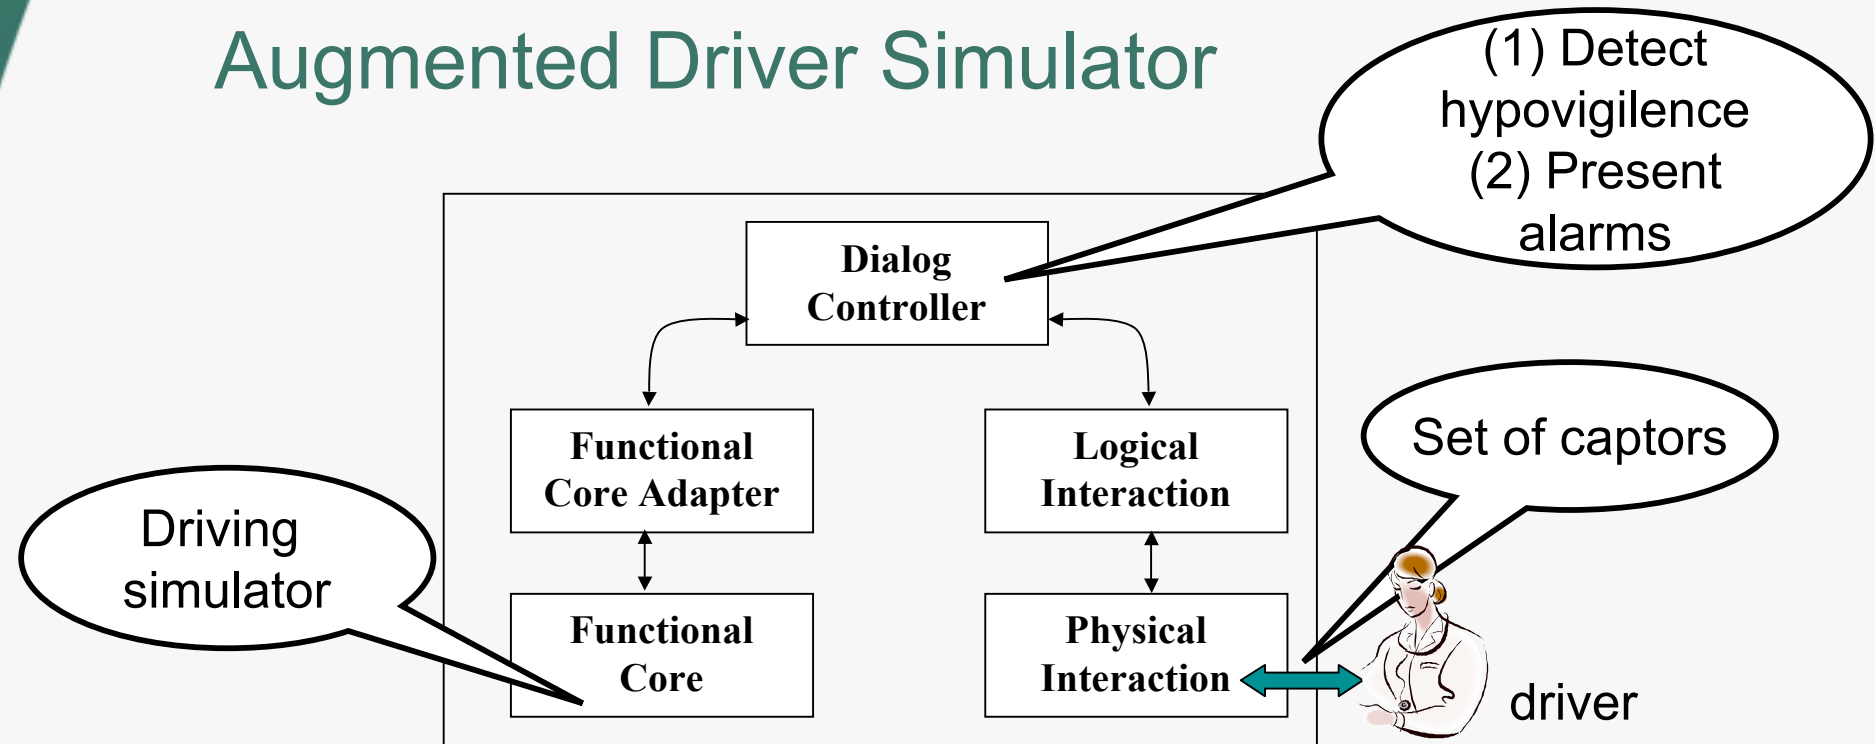 Augmented Driver Simulator
(1) Detect
hypovigilence
(2) Present
alarms
Dialog
Controller
Functional
Core Adapter
Logical
Interaction
Set of captors
Driving
simulator
Functional
Core
Physical
Interaction
driver